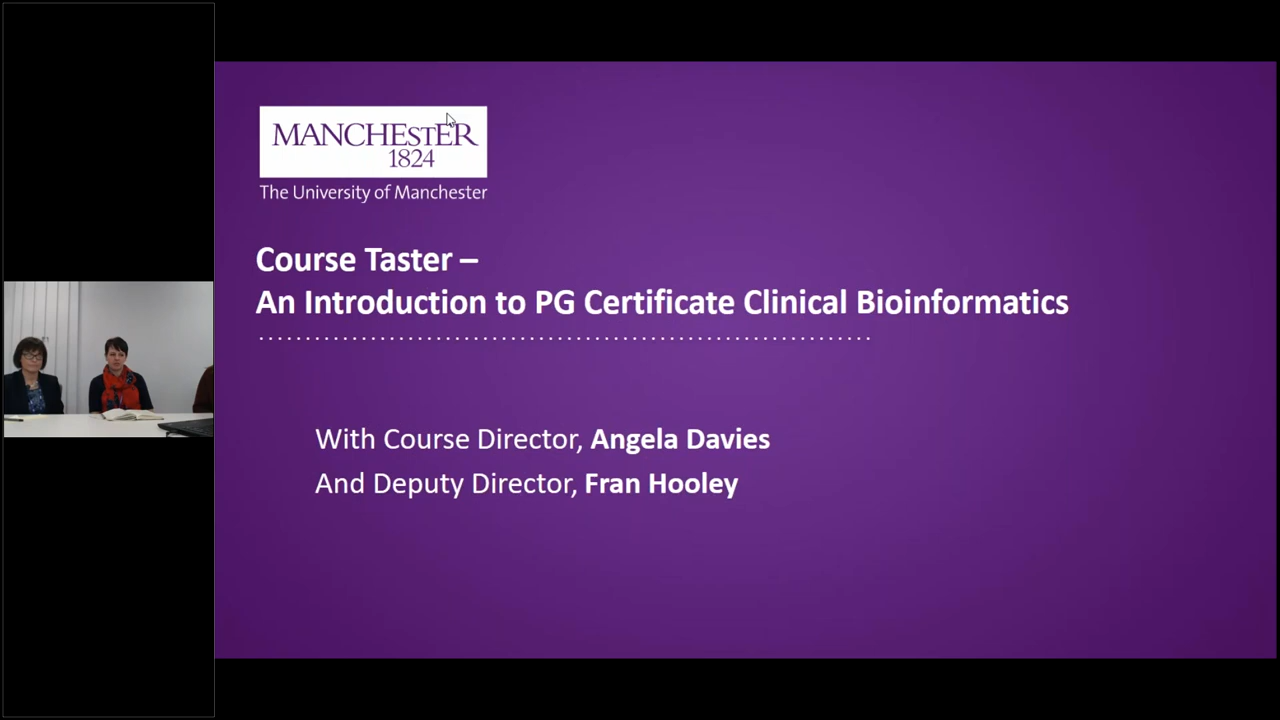 MANCHESTER
1824
The University of Manchester
Course Taster –
An Introduction to PG Certificate Clinical Bioinformatics
With Course Director, Angela Davies
And Deputy Director, Fran Hooley